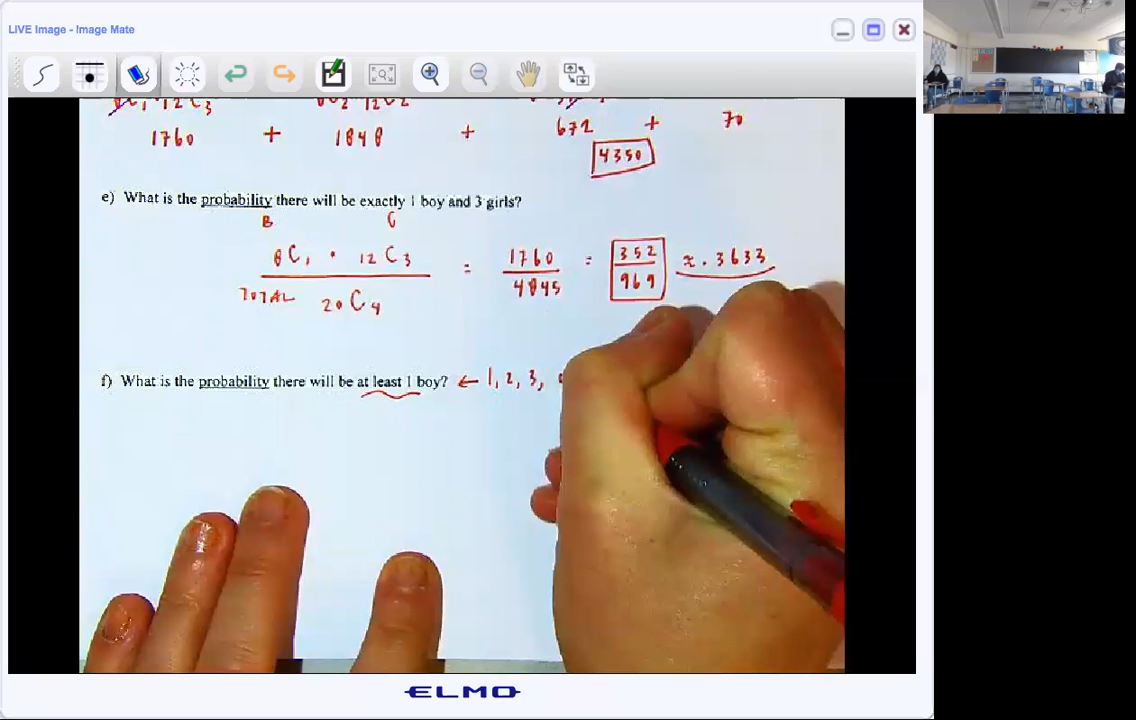 LIVE Image - Image Mate
1760 + 1848 + 672 + 70
4350
e) What is the probability there will be exactly 1 boy and 3 girls?
B G
8C1 · 12C3 = 1760 = 352 ≈ .3633
TOTAL 20C4 4845 969
f) What is the probability there will be at least 1 boy? ← 1, 2, 3,
ELMO